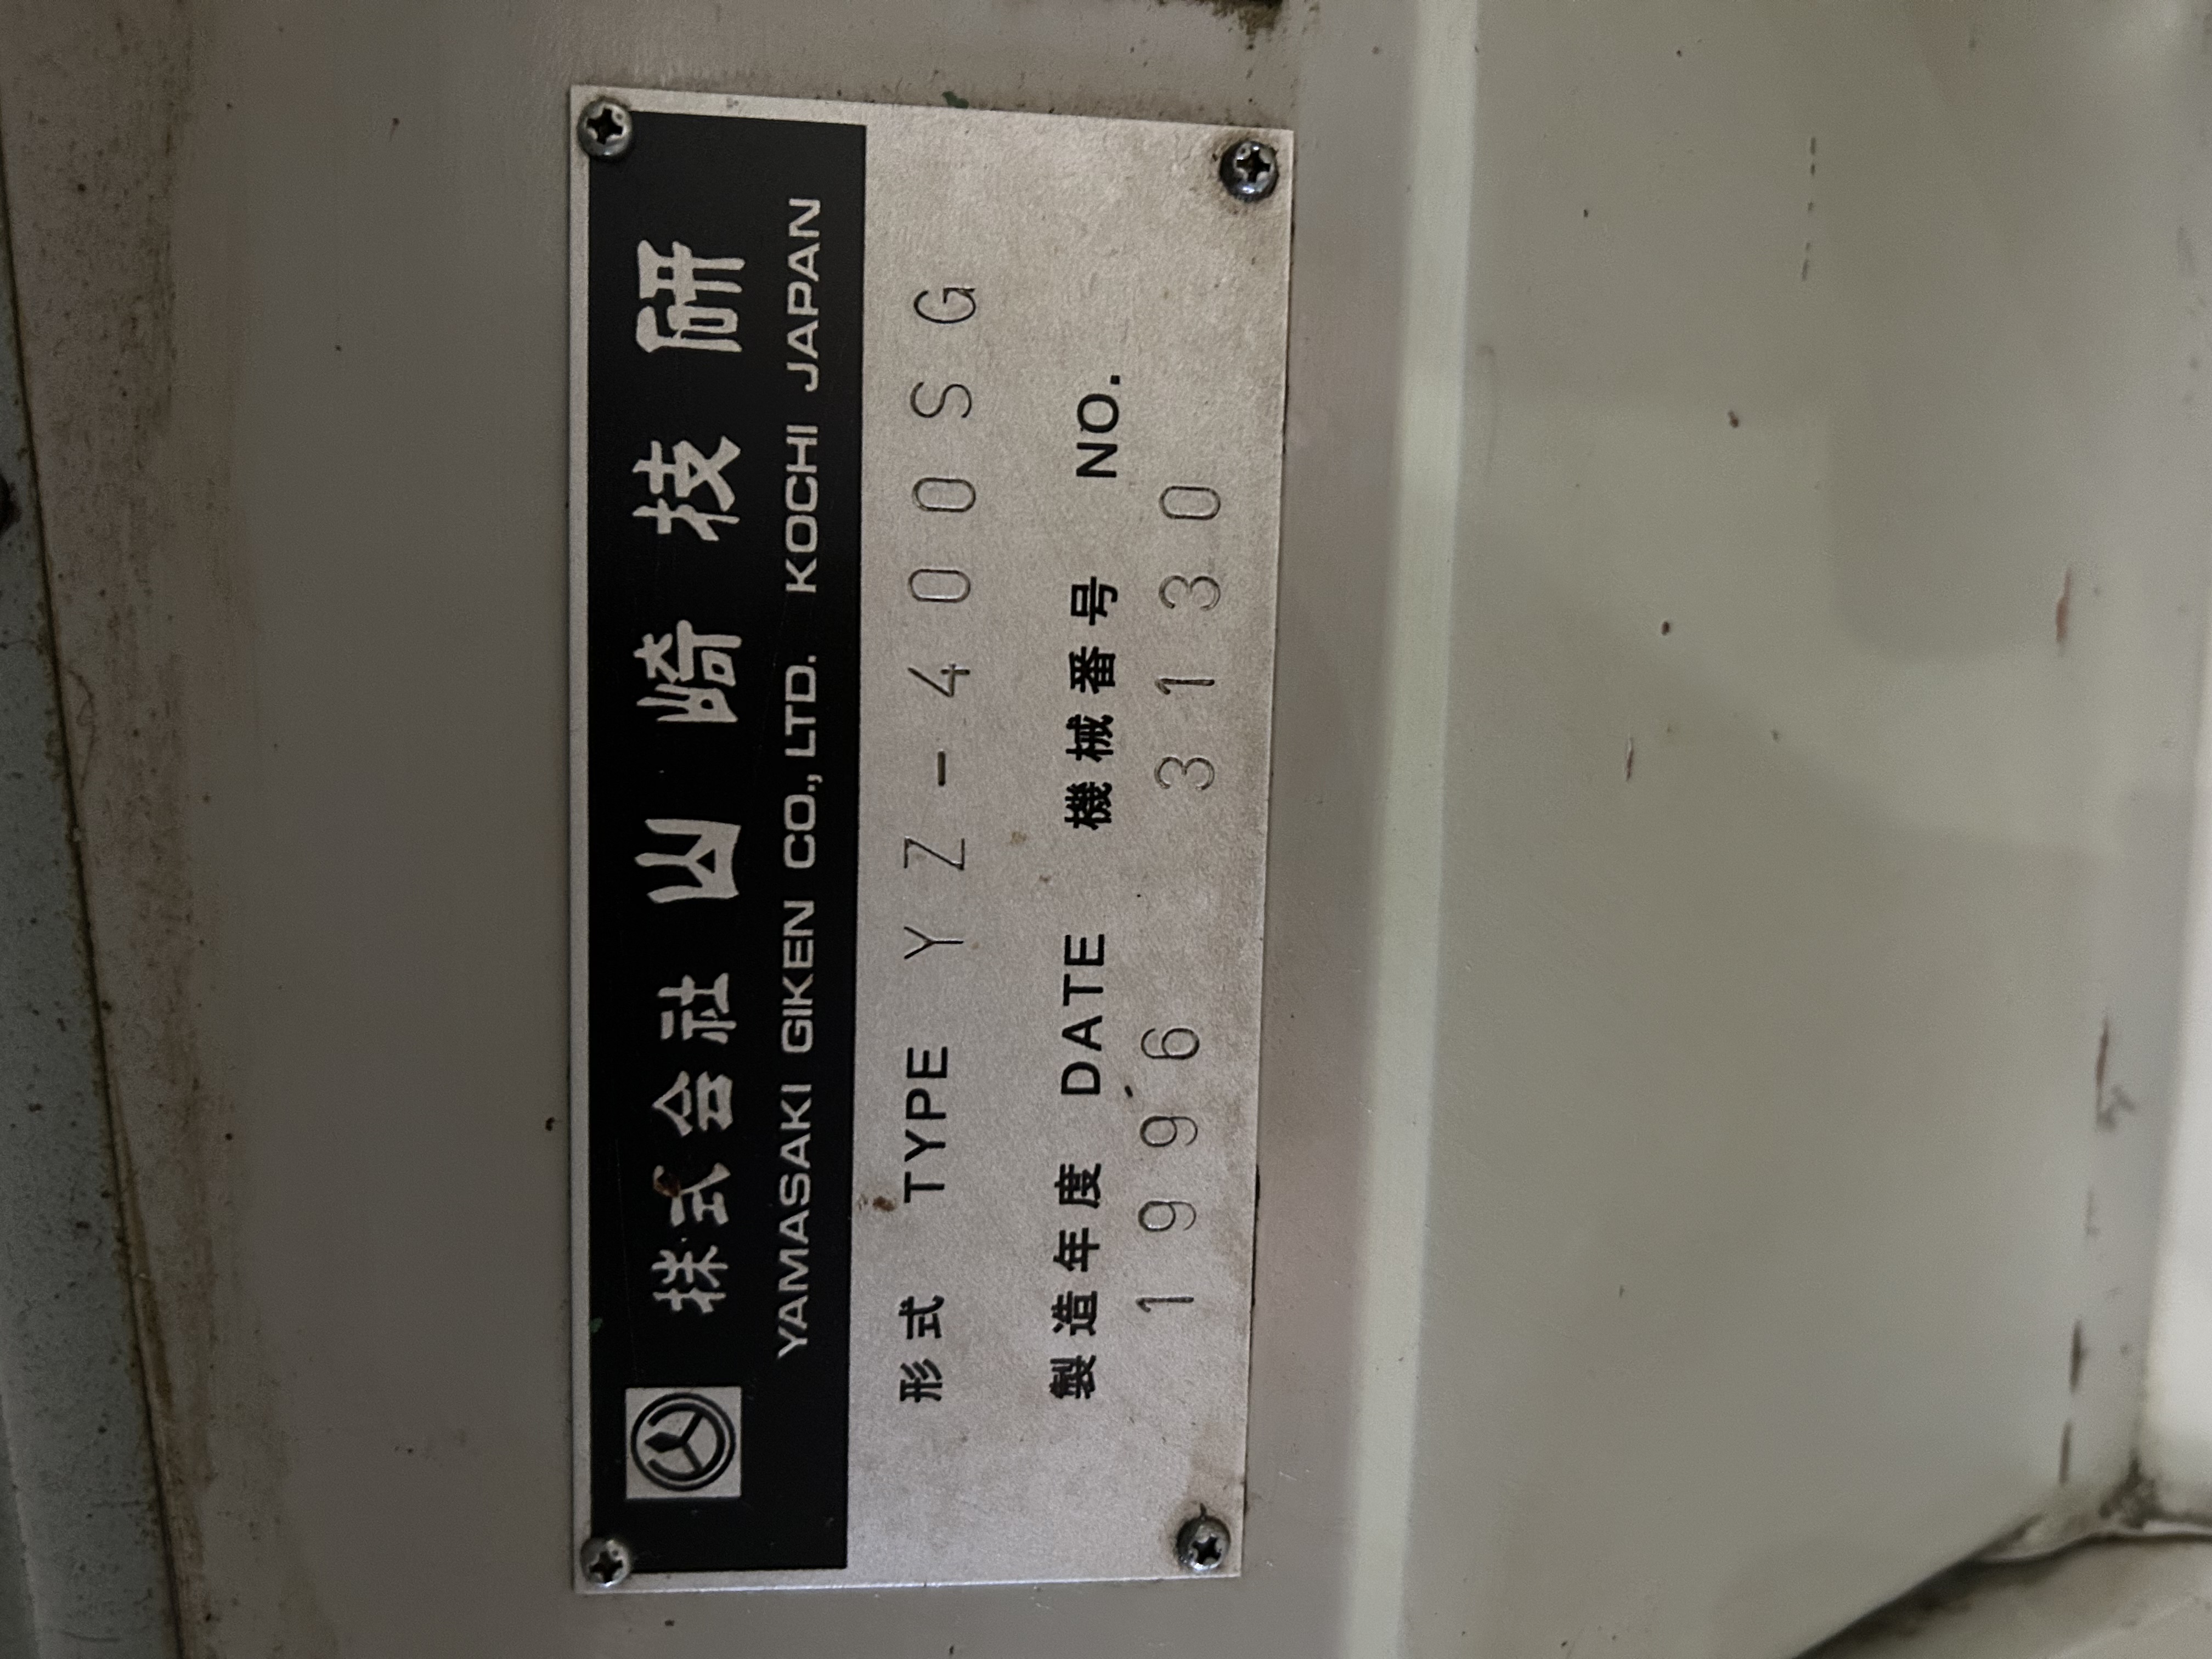 株式会社 山崎技研
YAMASAKI GIKEN CO., LTD. KOCHI JAPAN
形式 TYPE YZ-400SG
製造年度 DATE 機械番号 NO.
1996 3130